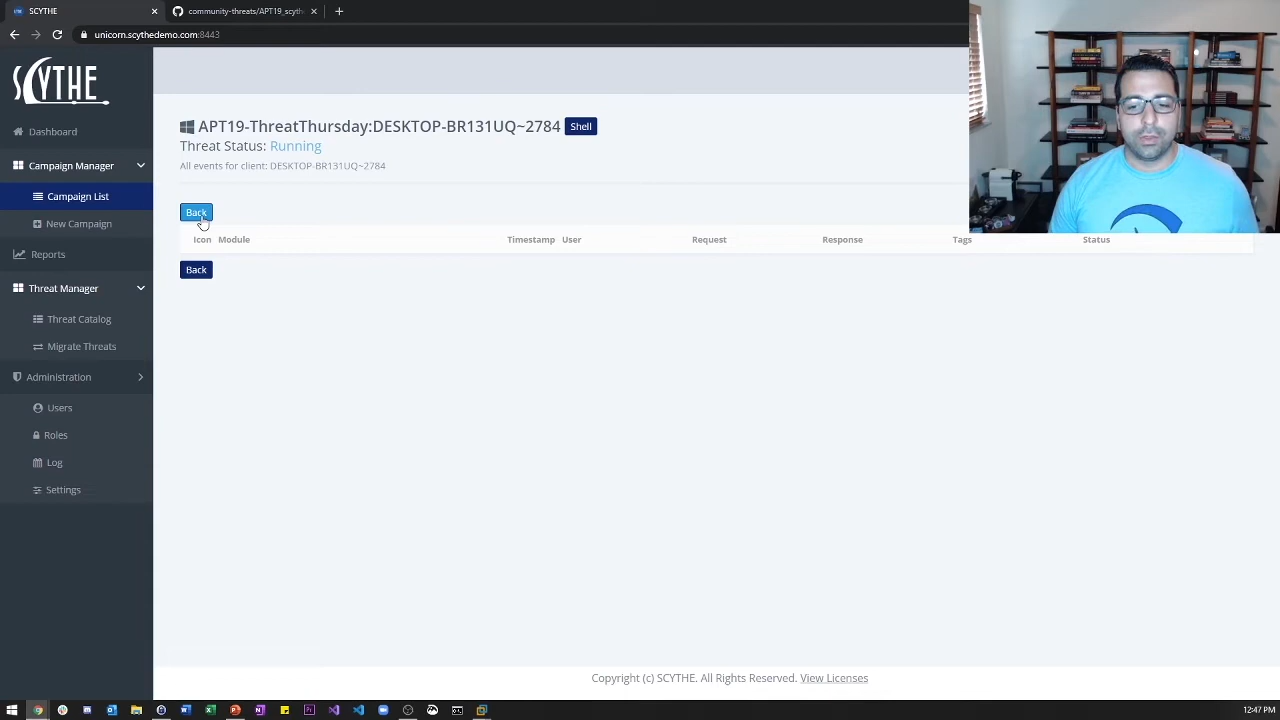 SCYTHE
community-threats/APT19_scyth
unicorn.scythedemo.com:8443
SCYTHE
Dashboard
Campaign Manager
Campaign List
New Campaign
Reports
Threat Manager
Threat Catalog
Migrate Threats
Administration
Users
Roles
Log
Settings
APT19-ThreatThursday:DESKTOP-BR131UQ~2784 Shell
Threat Status: Running
All events for client: DESKTOP-BR131UQ~2784
Back
Icon Module Timestamp User Request Response Tags Status
Back
Copyright (c) SCYTHE. All Rights Reserved. View Licenses
12:47 PM